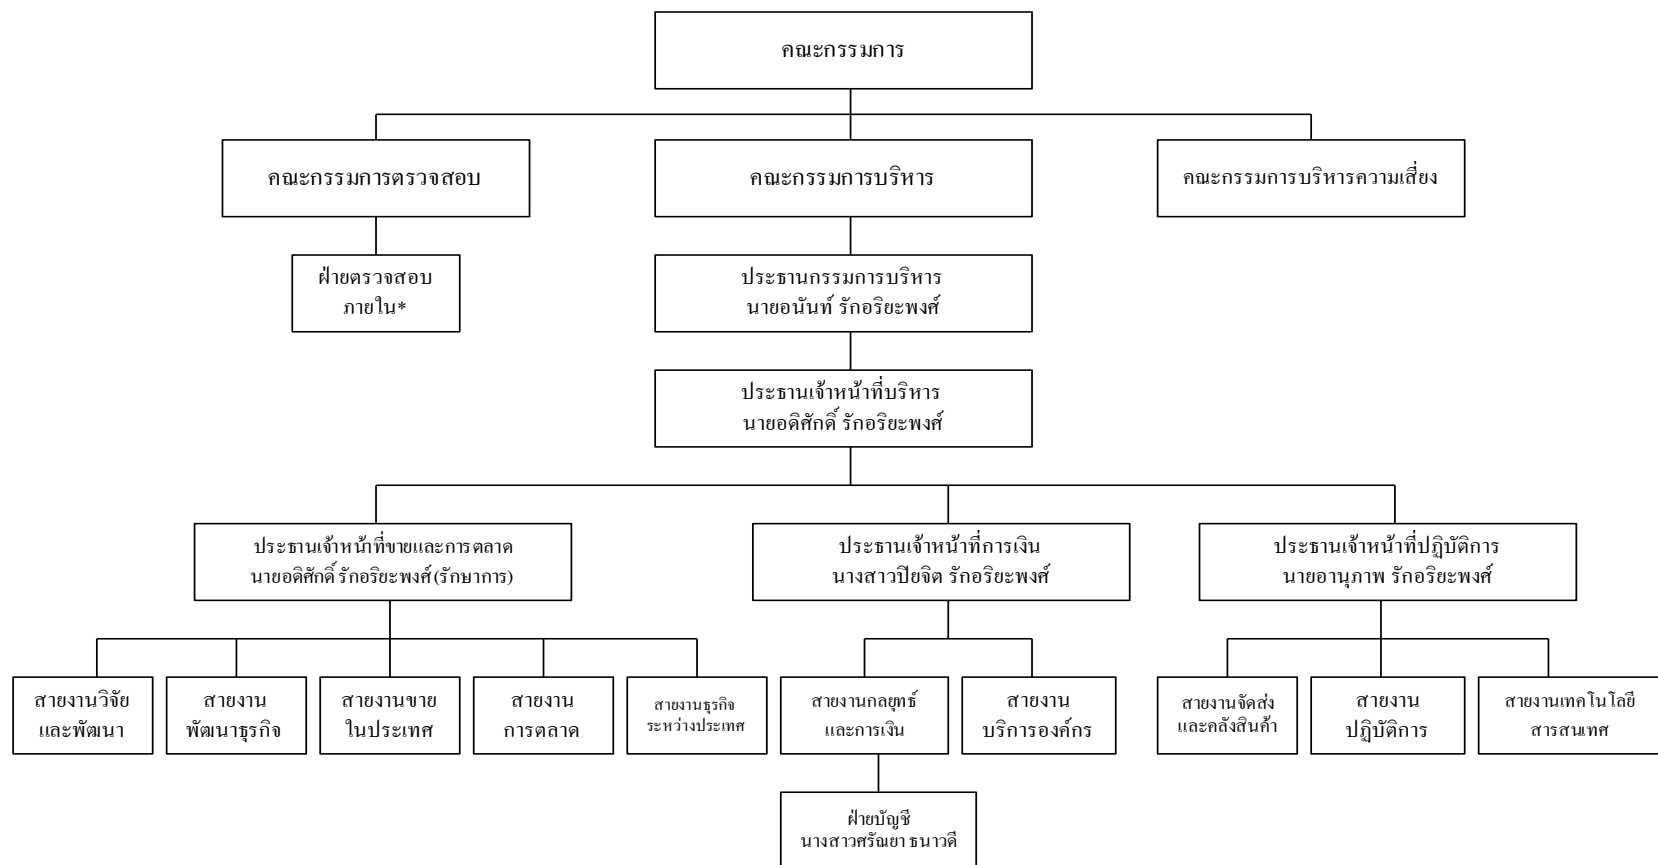 คณะกรรมการ
คณะกรรมการตรวจสอบ
คณะกรรมการบริหาร
คณะกรรมการบริหารความเสี่ยง
ฝ่ายตรวจสอบ
ภายใน*
ประธานกรรมการบริหาร
นายอนันท์ รักอริยะพงศ์
ประธานเจ้าหน้าที่บริหาร
นายอดิศักดิ์ รักอริยะพงศ์
ประธานเจ้าหน้าที่ขายและการตลาด
นายอดิศักดิ์ รักอริยะพงศ์(รักษาการ)
ประธานเจ้าหน้าที่การเงิน
นางสาวปิยจิต รักอริยะพงศ์
ประธานเจ้าหน้าที่ปฏิบัติการ
นายอานุภาพ รักอริยะพงศ์
สายงานวิจัย
และพัฒนา
สายงาน
พัฒนาธุรกิจ
สายงานขาย
ในประเทศ
สายงาน
การตลาด
สายงานธุรกิจ
ระหว่างประเทศ
สายงานกลยุทธ์
และการเงิน
สายงาน
บริการองค์กร
สายงานจัดส่ง
และคลังสินค้า
สายงาน
ปฏิบัติการ
สายงานเทคโนโลยี
สารสนเทศ
ฝ่ายบัญชี
นางสาวศรัณยา ธนาวดี